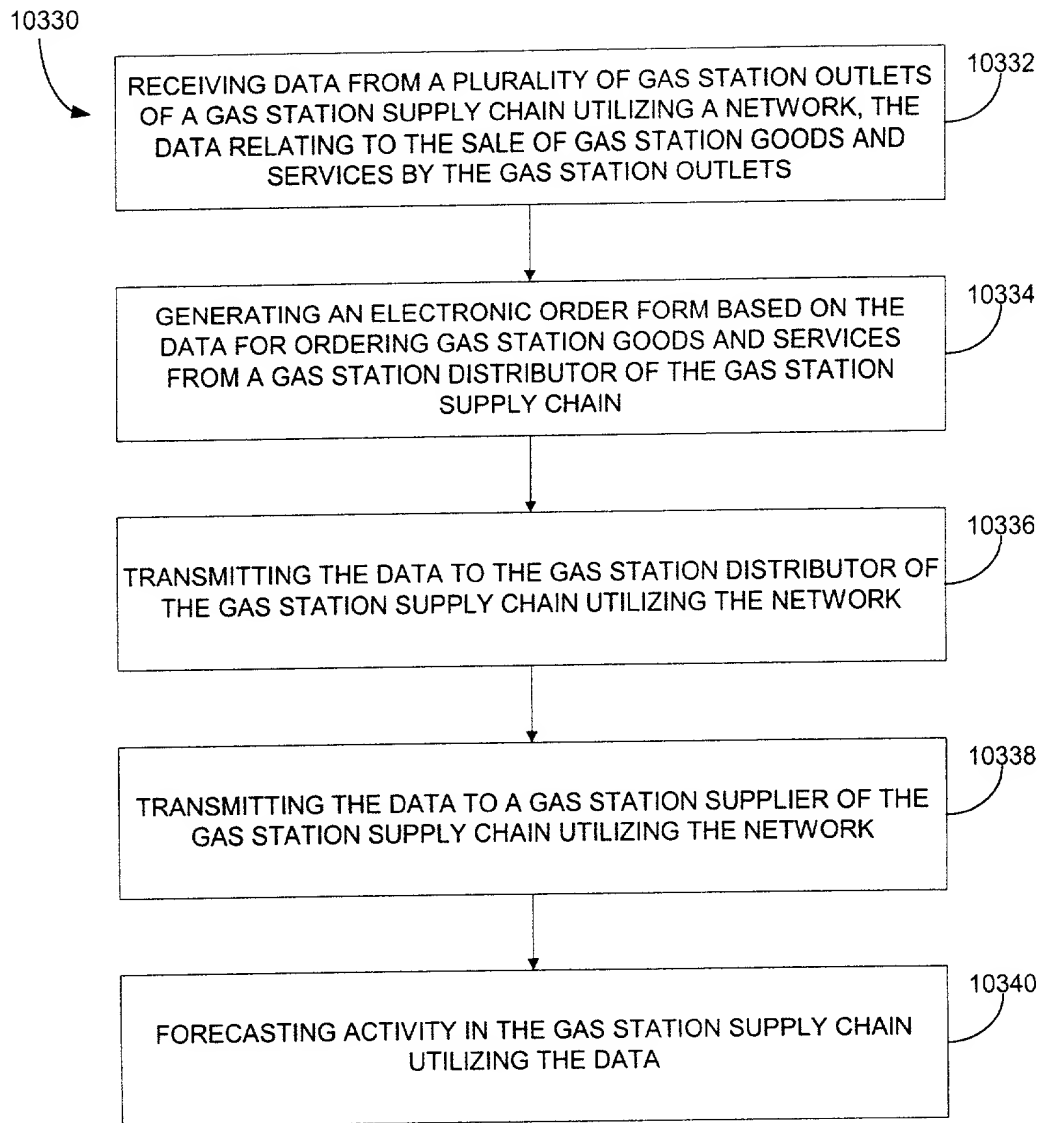 10330
10332
RECEIVING DATA FROM A PLURALITY OF GAS STATION OUTLETS
OF A GAS STATION SUPPLY CHAIN UTILIZING A NETWORK, THE
DATA RELATING TO THE SALE OF GAS STATION GOODS AND
SERVICES BY THE GAS STATION OUTLETS
10334
GENERATING AN ELECTRONIC ORDER FORM BASED ON THE
DATA FOR ORDERING GAS STATION GOODS AND SERVICES
FROM A GAS STATION DISTRIBUTOR OF THE GAS STATION
SUPPLY CHAIN
10336
TRANSMITTING THE DATA TO THE GAS STATION DISTRIBUTOR OF
THE GAS STATION SUPPLY CHAIN UTILIZING THE NETWORK
10338
TRANSMITTING THE DATA TO A GAS STATION SUPPLIER OF THE
GAS STATION SUPPLY CHAIN UTILIZING THE NETWORK
10340
FORECASTING ACTIVITY IN THE GAS STATION SUPPLY CHAIN
UTILIZING THE DATA